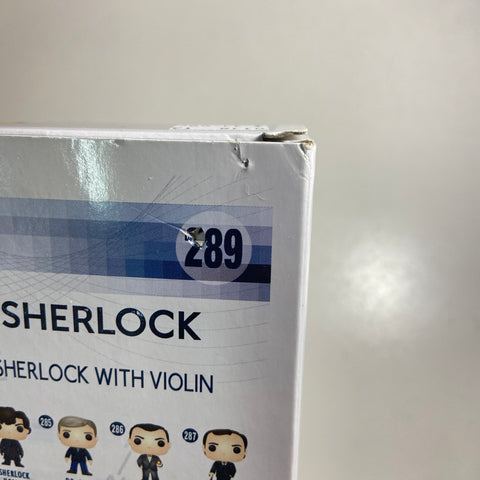 289
SHERLOCK
SHERLOCK WITH VIOLIN
285 286 287
SHERLOCK